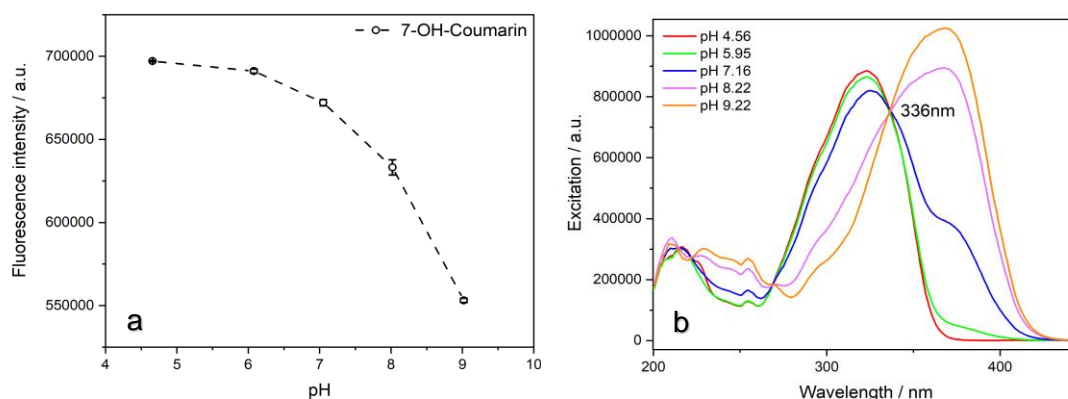 7-OH-Coumarin
700000
650000
600000
550000
Fluorescence intensity / a.u.
4 5 6 7 8 9 10
pH
a
pH 4.56
pH 5.95
pH 7.16
pH 8.22
pH 9.22
336nm
1000000
800000
600000
400000
200000
0
Excitation / a.u.
200 300 400
Wavelength / nm
b